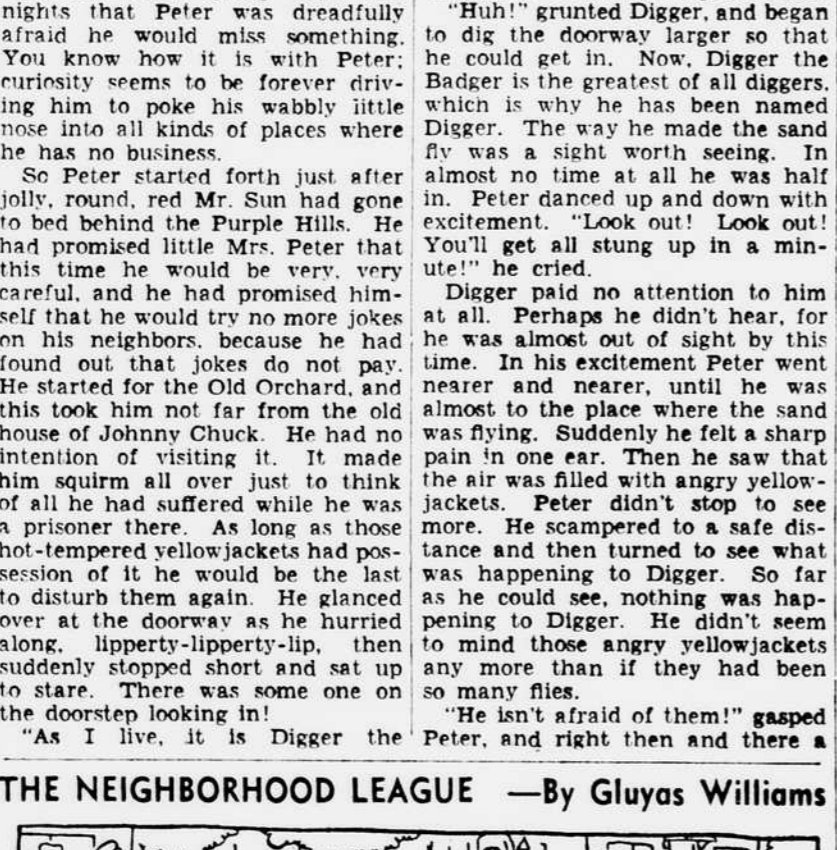 nights that Peter was dreadfully
afraid he would miss something.
You know how it is with Peter;
curiosity seems to be forever driv-
ing him to poke his wabbly little
nose into all kinds of places where
he has no business.
So Peter started forth just after
jolly, round, red Mr. Sun had gone
to bed behind the Purple Hills. He
had promised little Mrs. Peter that
this time he would be very, very
careful, and he had promised him-
self that he would try no more jokes
on his neighbors, because he had
found out that jokes do not pay.
He started for the Old Orchard, and
this took him not far from the old
house of Johnny Chuck. He had no
intention of visiting it. It made
him squirm all over just to think
of all he had suffered while he was
a prisoner there. As long as those
hot-tempered yellowjackets had pos-
session of it he would be the last
to disturb them again. He glanced
over at the doorway as he hurried
along, lipperty-lipperty-lip, then
suddenly stopped short and sat up
to stare. There was some one on
the doorstep looking in!
"As I live, it is Digger the
"Huh!" grunted Digger, and began
to dig the doorway larger so that
he could get in. Now, Digger the
Badger is the greatest of all diggers,
which is why he has been named
Digger. The way he made the sand
fly was a sight worth seeing. In
almost no time at all he was half
in. Peter danced up and down with
excitement. "Look out! Look out!
You'll get all stung up in a min-
ute!" he cried.
Digger paid no attention to him
at all. Perhaps he didn't hear, for
he was almost out of sight by this
time. In his excitement Peter went
nearer and nearer, until he was
almost to the place where the sand
was flying. Suddenly he felt a sharp
pain in one ear. Then he saw that
the air was filled with angry yellow-
jackets. Peter didn't stop to see
more. He scampered to a safe dis-
tance and then turned to see what
was happening to Digger. So far
as he could see, nothing was hap-
pening to Digger. He didn't seem
to mind those angry yellowjackets
any more than if they had been
so many flies.
"He isn't afraid of them!" gasped
Peter, and right then and there a
THE NEIGHBORHOOD LEAGUE —By Gluyas Williams